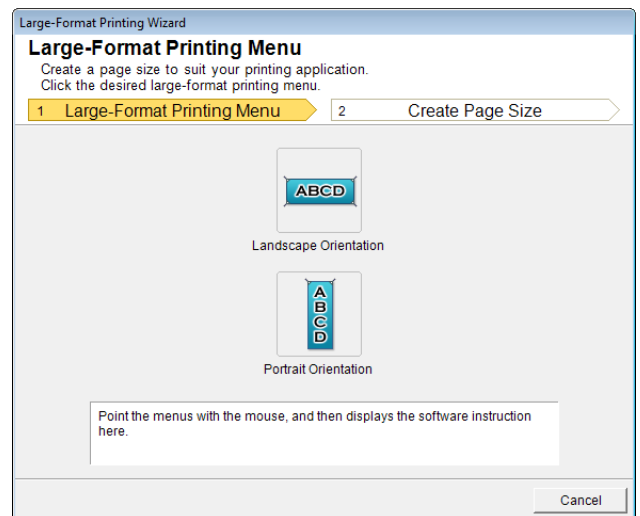 Large-Format Printing Wizard
Large-Format Printing Menu
Create a page size to suit your printing application.
Click the desired large-format printing menu.
1 Large-Format Printing Menu 2 Create Page Size
ABCD
Landscape Orientation
A
B
C
D
Portrait Orientation
Point the menus with the mouse, and then displays the software instruction
here.
Cancel